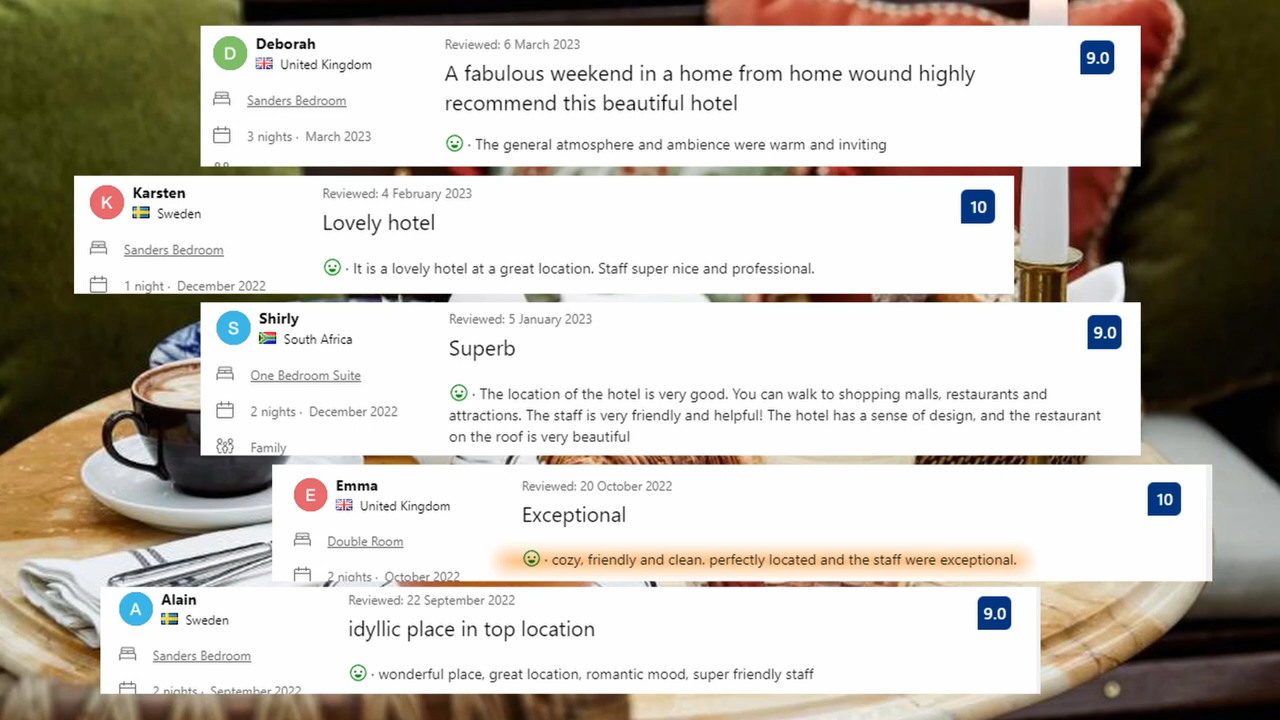 D
Deborah
United Kingdom
Sanders Bedroom
3 nights · March 2023
Reviewed: 6 March 2023
A fabulous weekend in a home from home wound highly
recommend this beautiful hotel
· The general atmosphere and ambience were warm and inviting
9.0
K
Karsten
Sweden
Sanders Bedroom
1 night · December 2022
Reviewed: 4 February 2023
Lovely hotel
· It is a lovely hotel at a great location. Staff super nice and professional.
10
S
Shirly
South Africa
One Bedroom Suite
2 nights · December 2022
Family
Reviewed: 5 January 2023
Superb
· The location of the hotel is very good. You can walk to shopping malls, restaurants and
attractions. The staff is very friendly and helpful! The hotel has a sense of design, and the restaurant
on the roof is very beautiful
9.0
E
Emma
United Kingdom
Double Room
2 nights · October 2022
Reviewed: 20 October 2022
Exceptional
· cozy, friendly and clean. perfectly located and the staff were exceptional.
10
A
Alain
Sweden
Sanders Bedroom
2 nights · September 2022
Reviewed: 22 September 2022
idyllic place in top location
· wonderful place, great location, romantic mood, super friendly staff
9.0